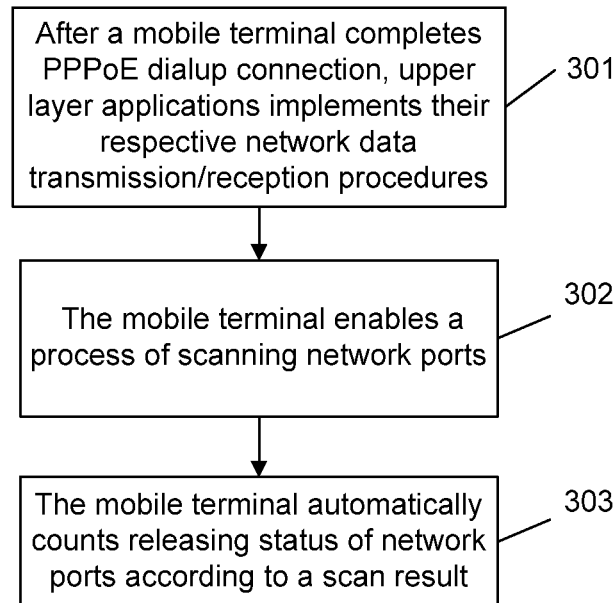 After a mobile terminal completes
PPPoE dialup connection, upper
layer applications implements their
respective network data
transmission/reception procedures
301
The mobile terminal enables a
process of scanning network ports
302
The mobile terminal automatically
counts releasing status of network
ports according to a scan result
303